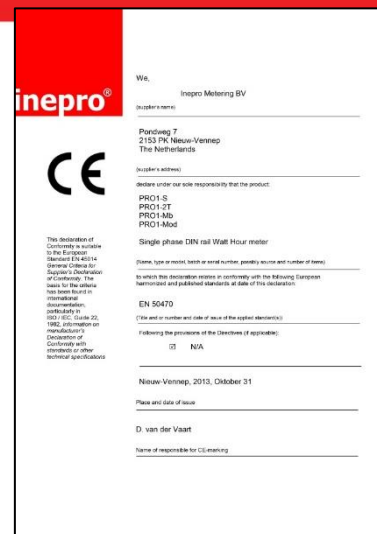 inepro®
CE
This declaration of
Conformity is suitable
to the European
Standard EN 45014
General Criteria for
Supplier's Declaration
of Conformity. The
basis for the criteria
has been found in
international
documentation,
particularly in
ISO / IEC, Guide 22,
1982, Information on
manufacturer's
Declaration of
Conformity with
standards or other
technical specifications
We,
Inepro Metering BV
(supplier's name)
Pondweg 7
2153 PK Nieuw-Vennep
The Netherlands
(supplier's address)
declare under our sole responsibility that the product:
PRO1-S
PRO1-2T
PRO1-Mb
PRO1-Mod
Single phase DIN rail Watt Hour meter
(Name, type or model, batch or serial number, possibly source and number of items)
to which this declaration relates in conformity with the following European
harmonized and published standards at date of this declaration:
EN 50470
(Title and or number and date of issue of the applied standard(s))
Following the provisions of the Directives (if applicable):
☑ N/A
Nieuw-Vennep, 2013, Oktober 31
Place and date of issue
D. van der Vaart
Name of responsible for CE-marking